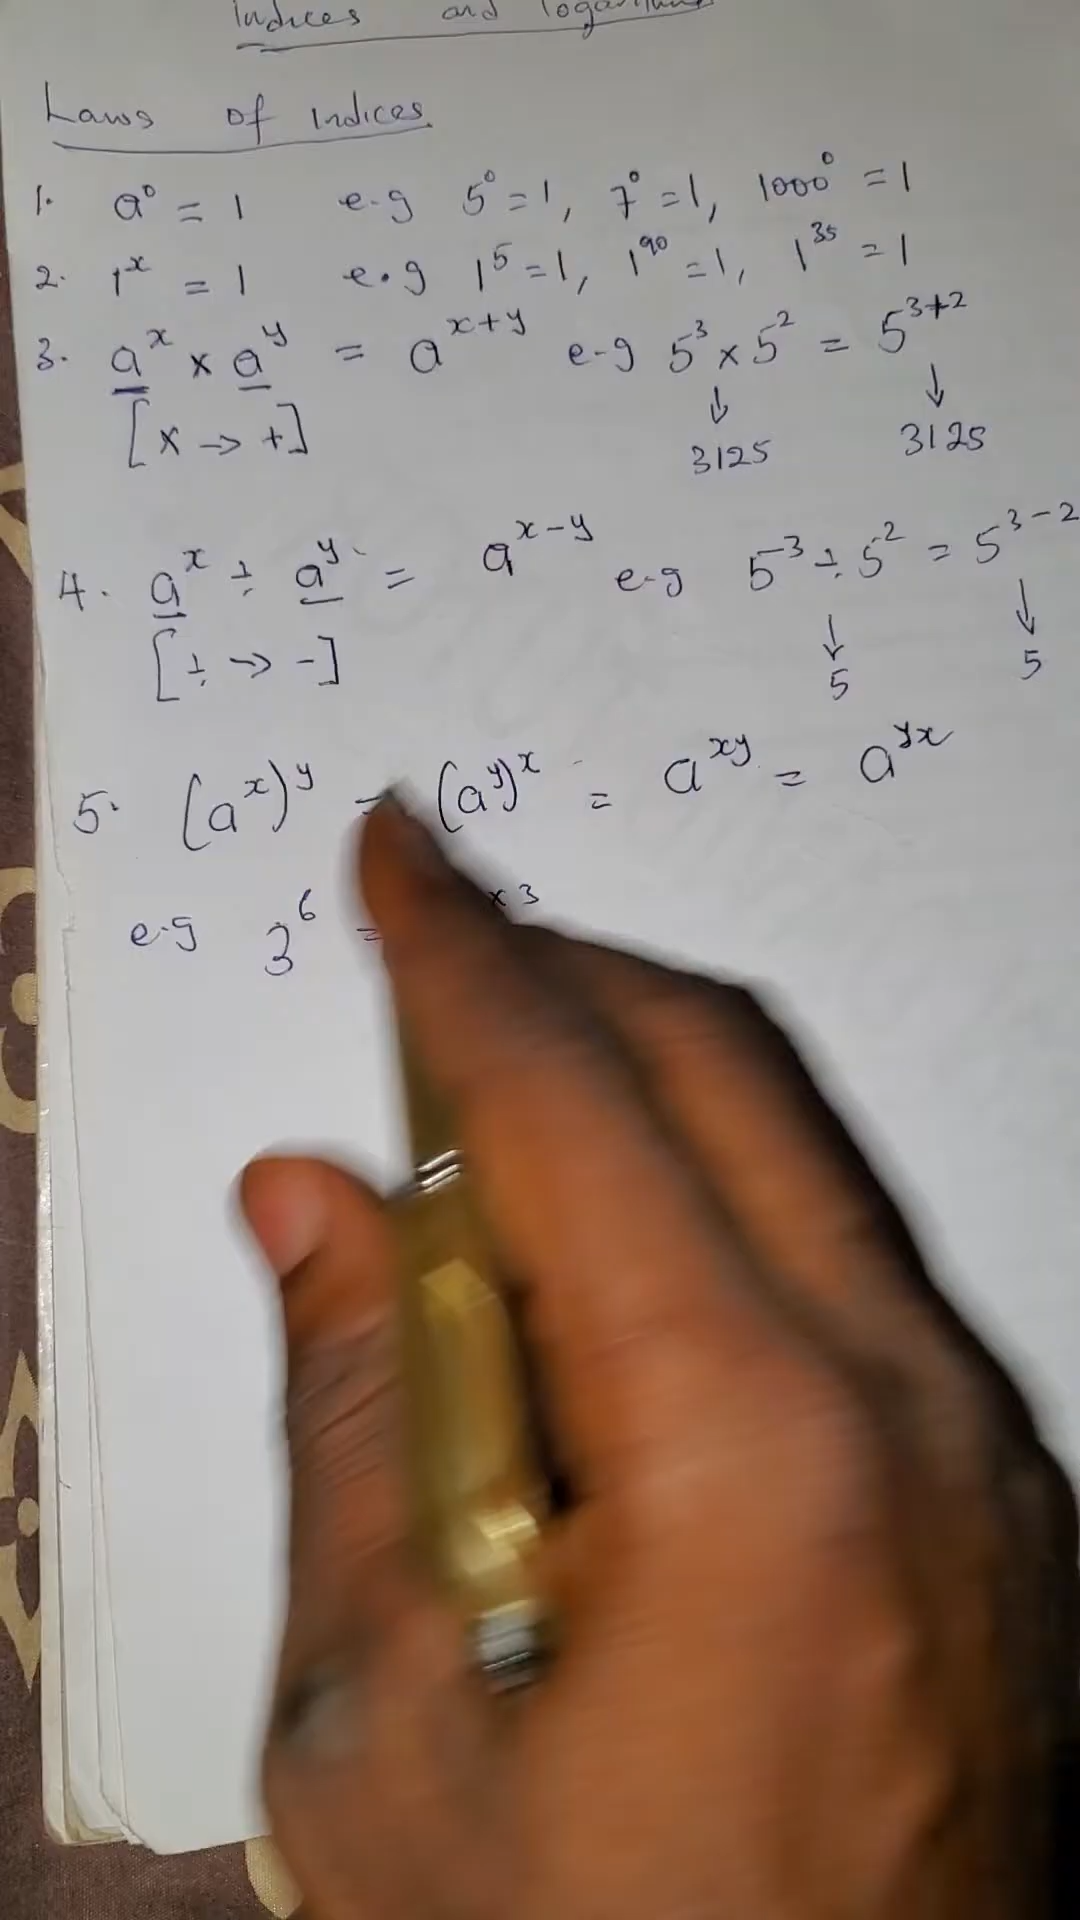 Indices and logarithms
Laws of Indices
1. a⁰ = 1 e.g 5⁰ = 1, 7⁰ = 1, 1000⁰ = 1
2. 1ˣ = 1 e.g 1⁵ = 1, 1⁹⁰ = 1, 1³⁵ = 1
3. aˣ × aʸ = aˣ⁺ʸ e-g 5³ × 5² = 5³⁺²
[× → +] ↓ ↓
3125 3125
4. aˣ ÷ aʸ = aˣ⁻ʸ e-g 5³ ÷ 5² = 5³⁻²
[÷ → -] ↓ ↓
5 5
5. (aˣ)ʸ = (aʸ)ˣ = aˣʸ = aʸˣ
e-g 3⁶ = ˣ ³